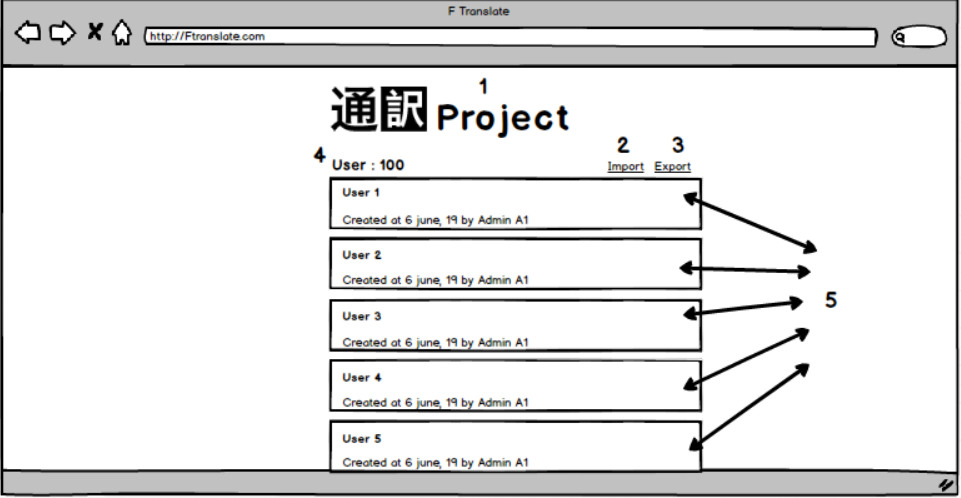 F Translate
http://Ftranslate.com
1
通訳 Project
2 3
4 User : 100 Import Export
User 1
Created at 6 june, 19 by Admin A1
User 2
Created at 6 june, 19 by Admin A1
User 3
Created at 6 june, 19 by Admin A1
5
User 4
Created at 6 june, 19 by Admin A1
User 5
Created at 6 june, 19 by Admin A1